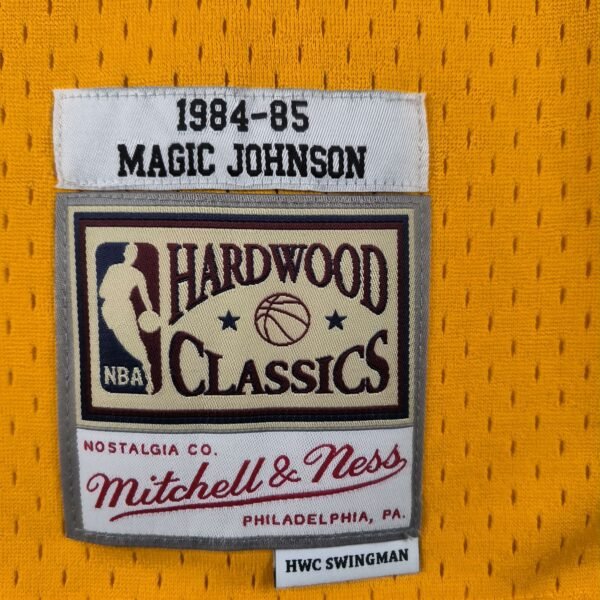 1984-85
MAGIC JOHNSON
HARDWOOD
CLASSICS
NBA
NOSTALGIA CO.
Mitchell & Ness
PHILADELPHIA, PA.
HWC SWINGMAN